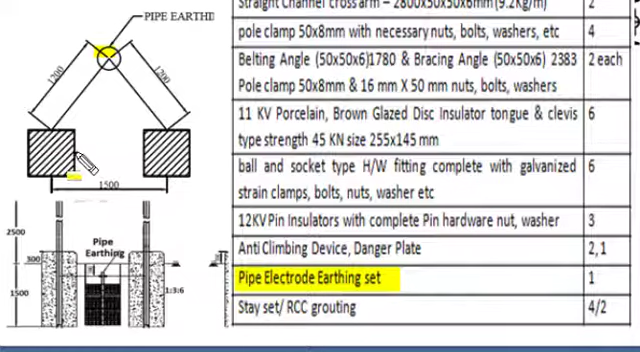 PIPE EARTHI
1200
1200
1500
2500
300
1500
Pipe
Earthing
1:3:6
Straight Channel cross arm – 2800x50x50x6mm (9.2Kg/m) 2
pole clamp 50x8mm with necessary nuts, bolts, washers, etc 4
Belting Angle (50x50x6)1780 & Bracing Angle (50x50x6) 2383 2 each
Pole clamp 50x8mm & 16 mm X 50 mm nuts, bolts, washers
11 KV Porcelain, Brown Glazed Disc Insulator tongue & clevis 6
type strength 45 KN size 255x145 mm
ball and socket type H/W fitting complete with galvanized 6
strain clamps, bolts, nuts, washer etc
12KV Pin Insulators with complete Pin hardware nut, washer 3
Anti Climbing Device, Danger Plate 2, 1
Pipe Electrode Earthing set 1
Stay set/ RCC grouting 4/2